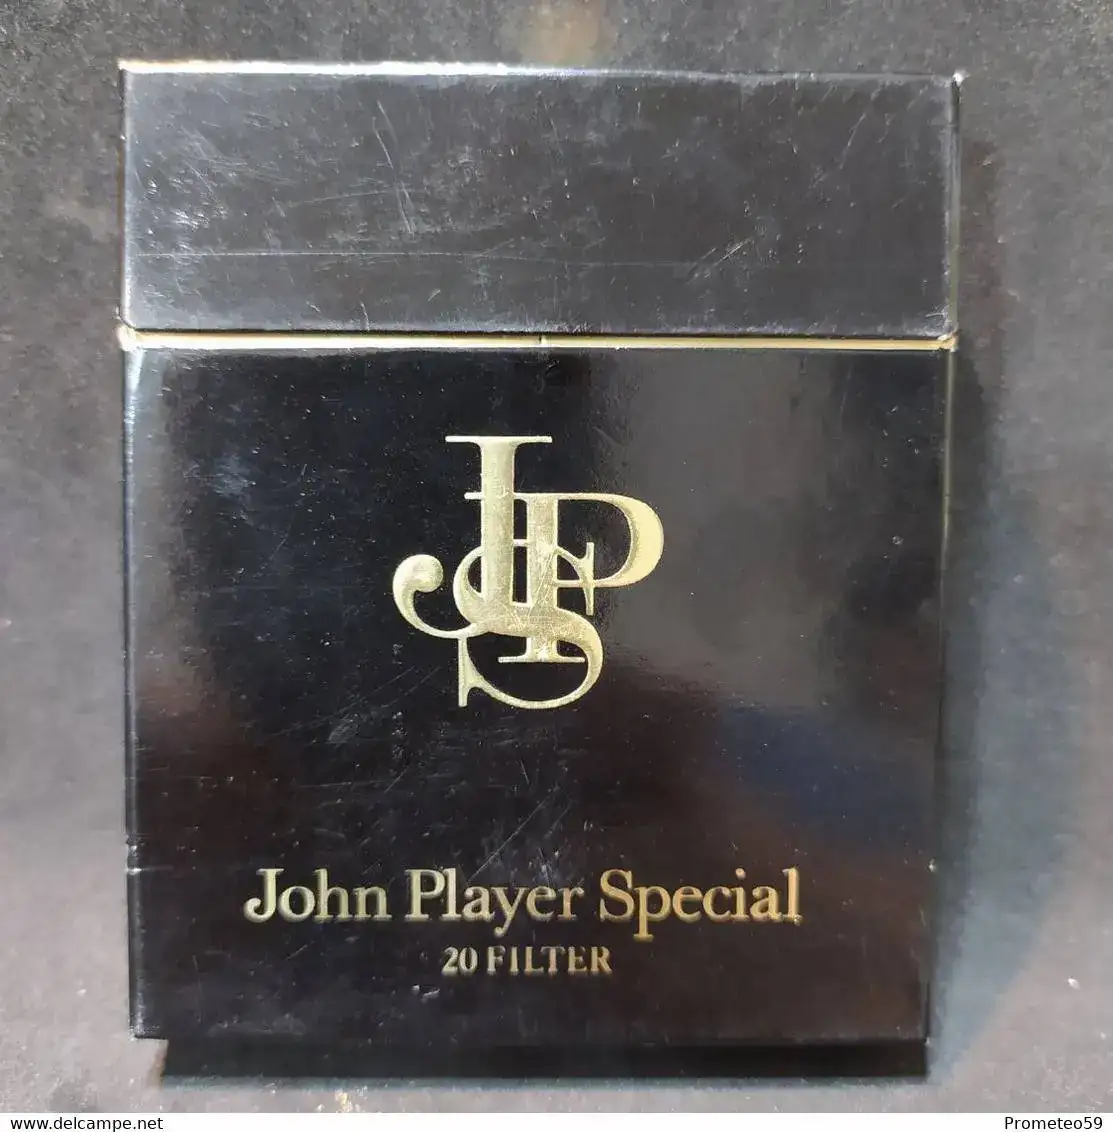 JPS
John Player Special
20 FILTER
www.delcampe.net
Prometeo59